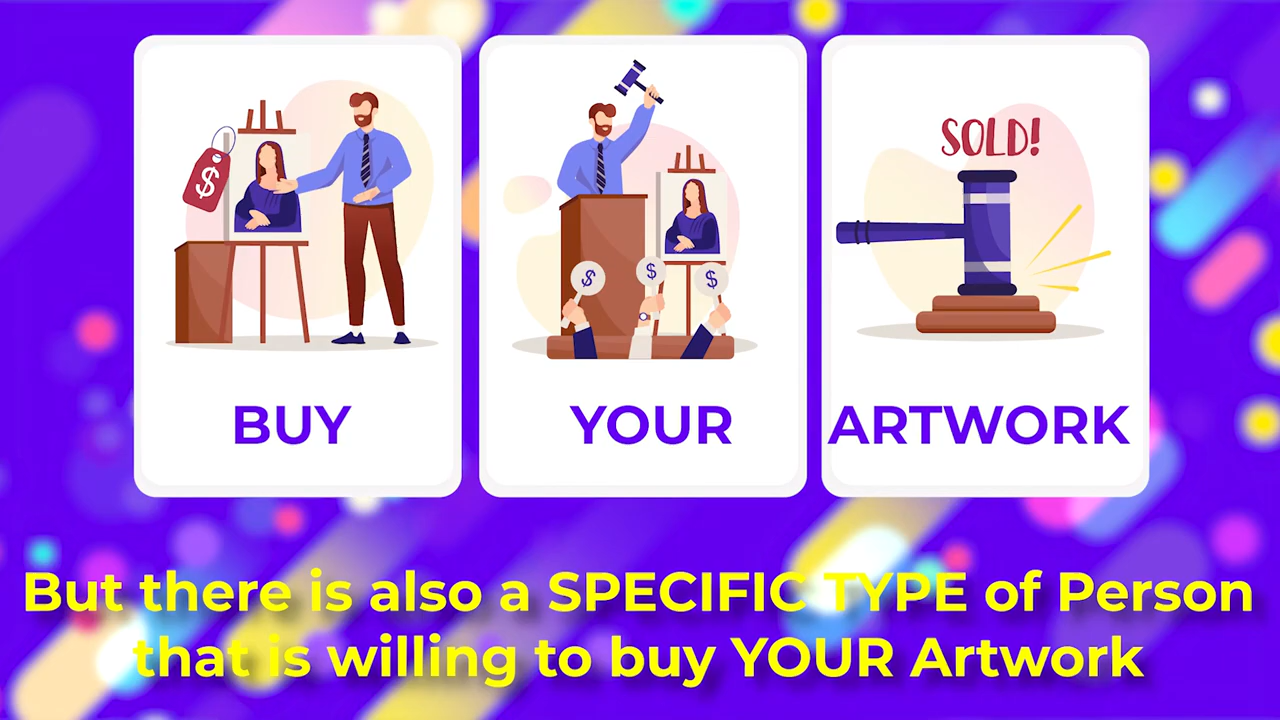 SOLD!
$
$
$
$
BUY
YOUR
ARTWORK
But there is also a SPECIFIC TYPE of Person
that is willing to buy YOUR Artwork